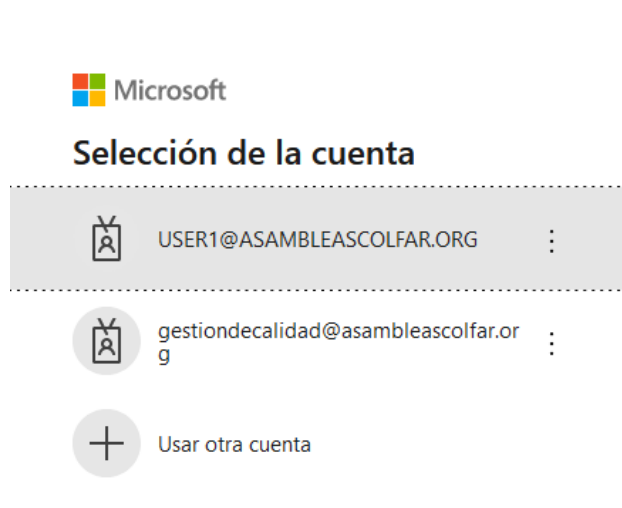 Microsoft
Selección de la cuenta
USER1@ASAMBLEASCOLFAR.ORG
gestiondecalidad@asambleascolfar.or
g
Usar otra cuenta